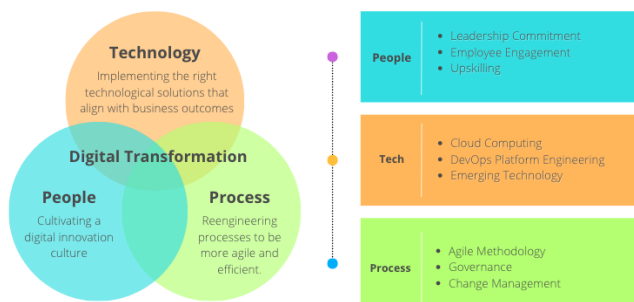 Technology
Implementing the right
technological solutions that
align with business outcomes
Digital Transformation
People
Cultivating a
digital innovation
culture
Process
Reengineering
processes to be
more agile and
efficient.
People
Leadership Commitment
Employee Engagement
Upskilling
Tech
Cloud Computing
DevOps Platform Engineering
Emerging Technology
Process
Agile Methodology
Governance
Change Management